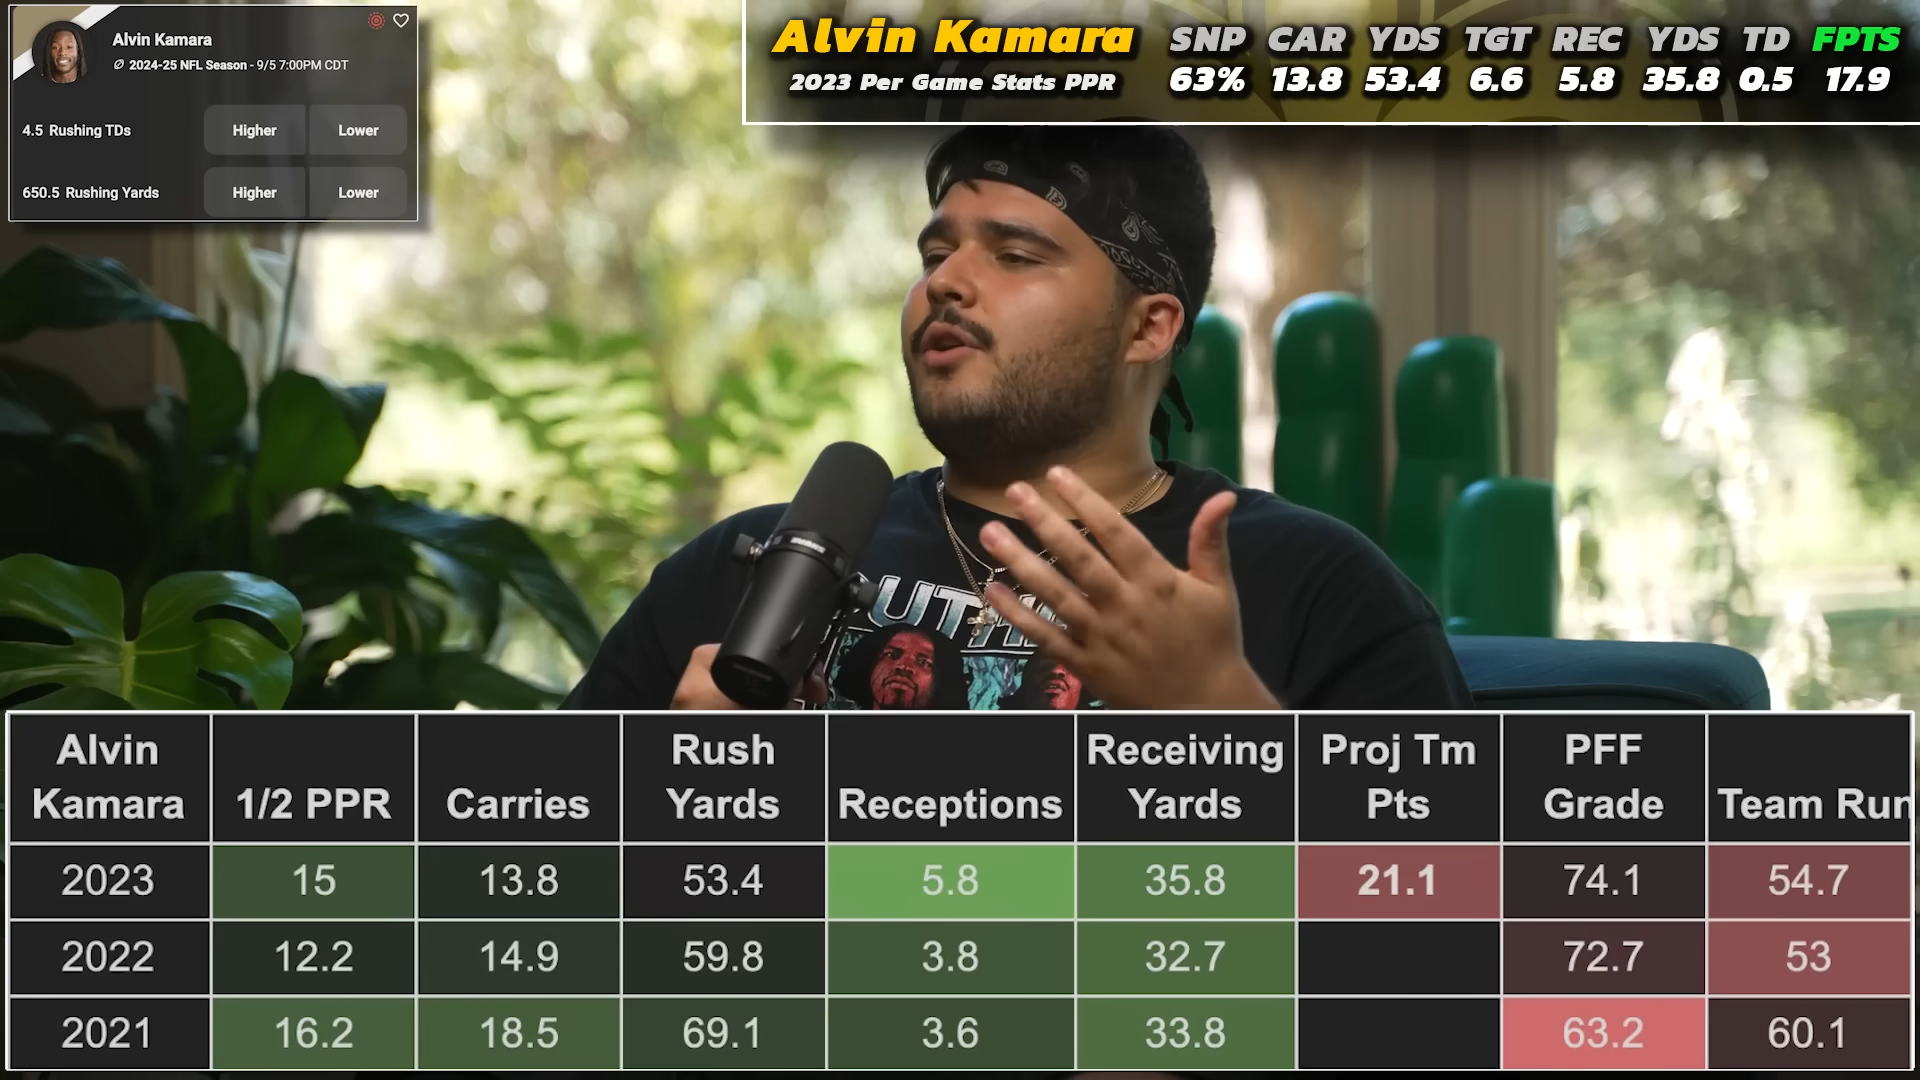 Alvin Kamara
2024-25 NFL Season - 9/5 7:00PM CDT
4.5 Rushing TDs Higher Lower
650.5 Rushing Yards Higher Lower
Alvin Kamara SNP CAR YDS TGT REC YDS TD FPTS
2023 Per Game Stats PPR 63% 13.8 53.4 6.6 5.8 35.8 0.5 17.9
Alvin Kamara 1/2 PPR Carries Rush Yards Receptions Receiving Yards Proj Tm Pts PFF Grade Team Run
2023 15 13.8 53.4 5.8 35.8 21.1 74.1 54.7
2022 12.2 14.9 59.8 3.8 32.7 72.7 53
2021 16.2 18.5 69.1 3.6 33.8 63.2 60.1